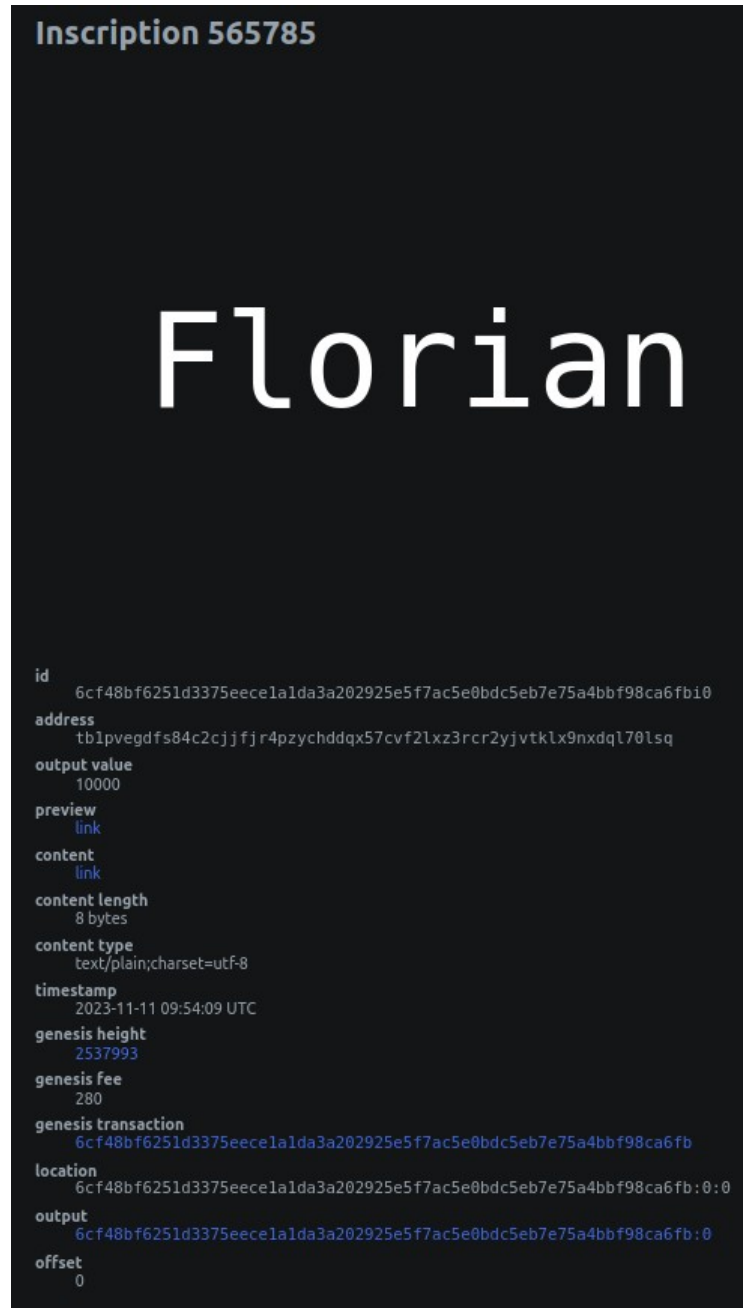 Inscription 565785
Florian
id
6cf48bf6251d3375eece1a1da3a202925e5f7ac5e0bdc5eb7e75a4bbf98ca6fbi0
address
tb1pvegdfs84c2cjjfjr4pzychddqx57cvf2lxz3rcr2yjvtklx9nxdql70lsq
output value
10000
preview
link
content
link
content length
8 bytes
content type
text/plain;charset=utf-8
timestamp
2023-11-11 09:54:09 UTC
genesis height
2537993
genesis fee
280
genesis transaction
6cf48bf6251d3375eece1a1da3a202925e5f7ac5e0bdc5eb7e75a4bbf98ca6fb
location
6cf48bf6251d3375eece1a1da3a202925e5f7ac5e0bdc5eb7e75a4bbf98ca6fb:0:0
output
6cf48bf6251d3375eece1a1da3a202925e5f7ac5e0bdc5eb7e75a4bbf98ca6fb:0
offset
0